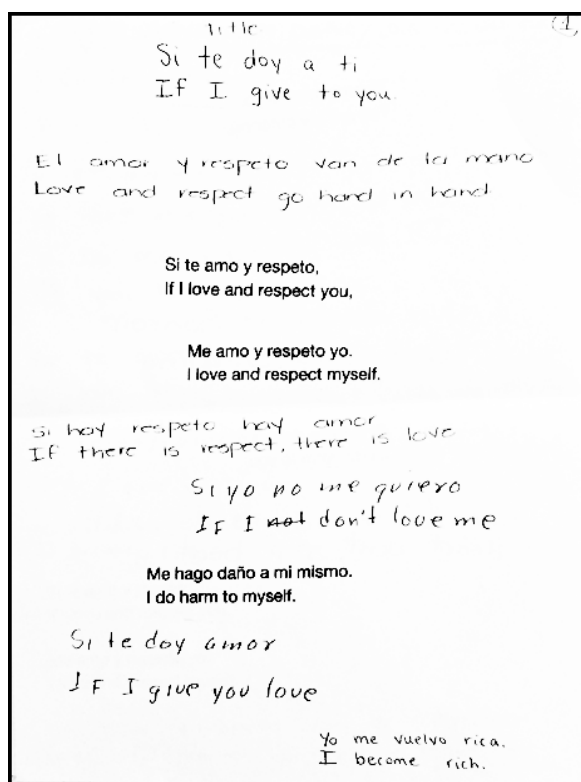 Title
Si te doy a ti
If I give to you.
El amor y respeto van de la mano
Love and respect go hand in hand
Si te amo y respeto,
If I love and respect you,
Me amo y respeto yo.
I love and respect myself.
Si hay respeto hay amor
If there is respect, there is love
Si yo no me quiero
If I not don't love me
Me hago daño a mi mismo.
I do harm to myself.
Si te doy amor
If I give you love
Yo me vuelvo rica.
I become rich.